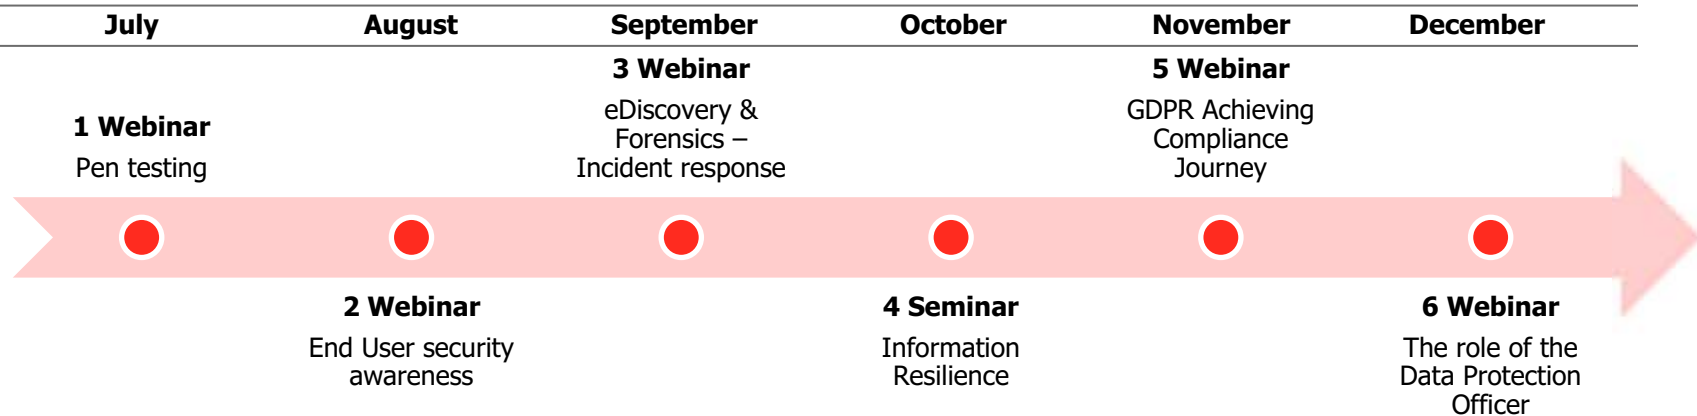 July August September October November December
1 Webinar
Pen testing
2 Webinar
End User security
awareness
3 Webinar
eDiscovery &
Forensics –
Incident response
4 Seminar
Information
Resilience
5 Webinar
GDPR Achieving
Compliance
Journey
6 Webinar
The role of the
Data Protection
Officer